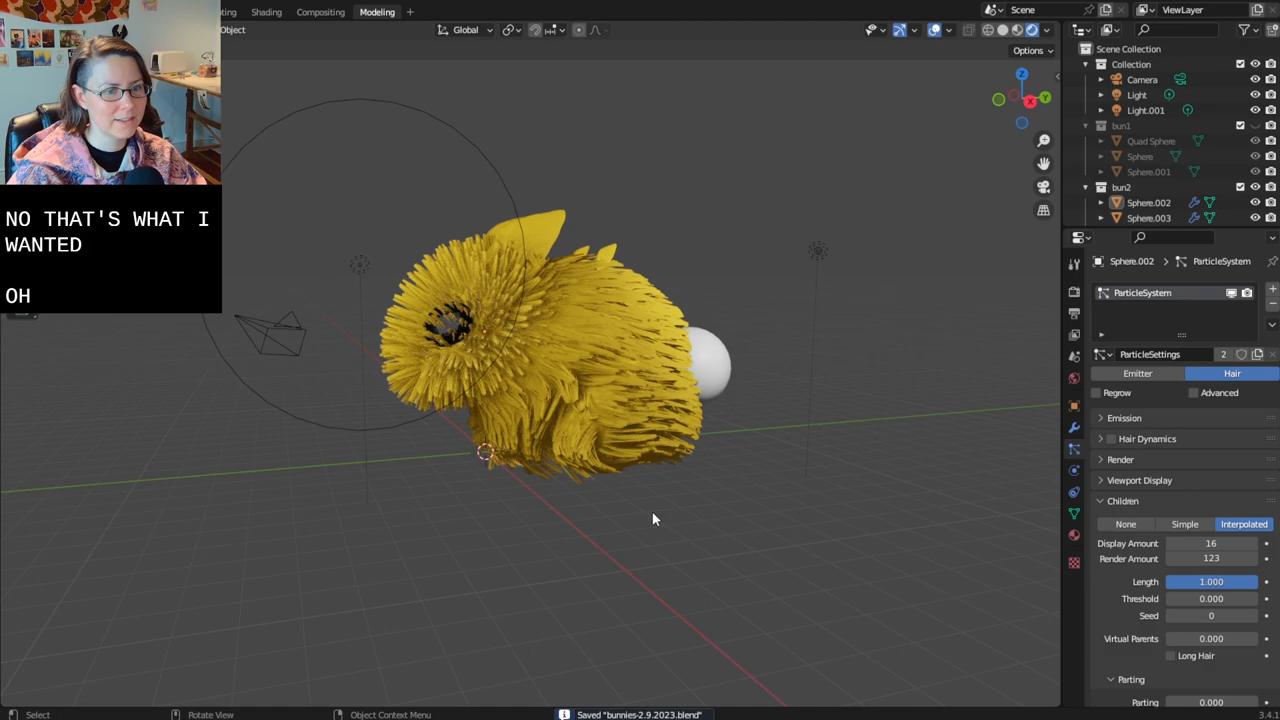 ting
Shading
Compositing
Modeling
+
Scene
ViewLayer
Object
Global
Options
Z
Y
X
NO THAT'S WHAT I
WANTED
OH
Scene Collection
Collection
Camera
Light
Light.001
bun1
Quad Sphere
Sphere
Sphere.001
bun2
Sphere.002
Sphere.003
Sphere.002
ParticleSystem
ParticleSystem
ParticleSettings
2
Emitter
Hair
Regrow
Advanced
Emission
Hair Dynamics
Render
Viewport Display
Children
None
Simple
Interpolated
Display Amount
16
Render Amount
123
Length
1.000
Threshold
0.000
Seed
0
Virtual Parents
0.000
Long Hair
Parting
Parting
0.000
Select
Rotate View
Object Context Menu
Saved "bunnies-2.9.2023.blend"
3.4.1